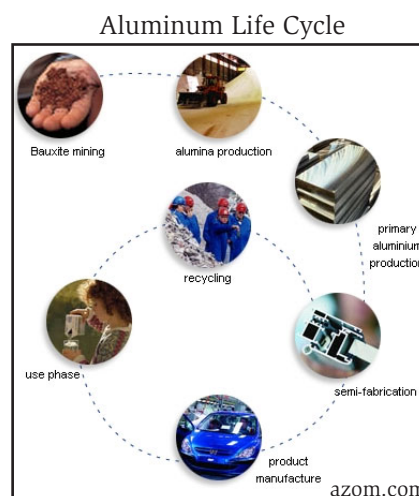 Aluminum Life Cycle
Bauxite mining
alumina production
primary
aluminium
production
recycling
use phase
semi-fabrication
product
manufacture
azom.com